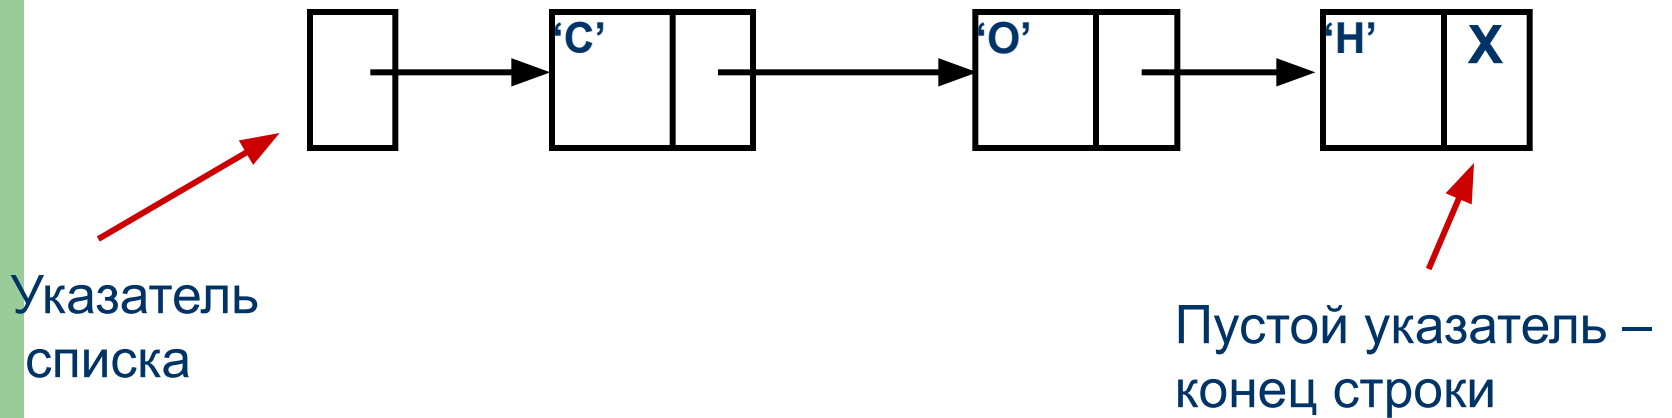 ‘С’ ‘О’ ‘Н’ X
Указатель
списка
Пустой указатель –
конец строки